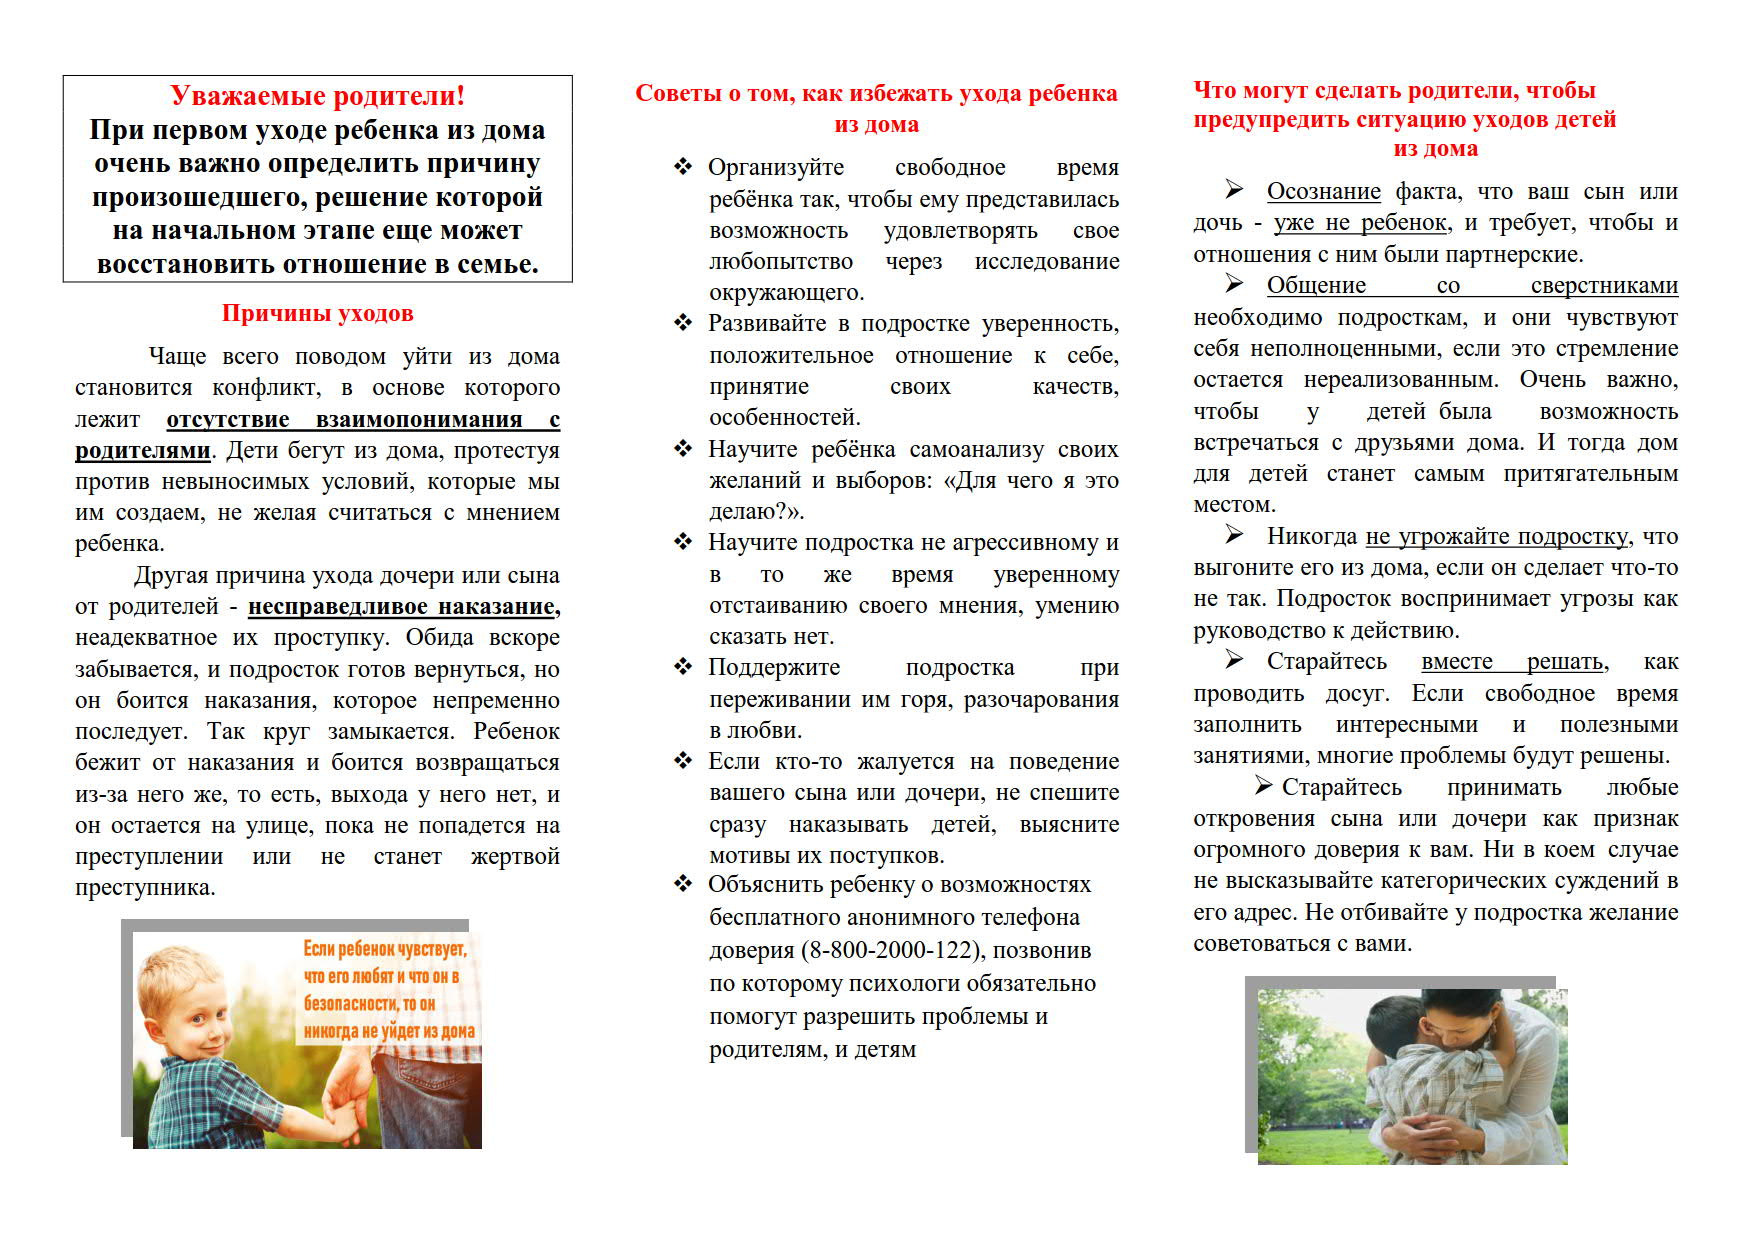 Уважаемые родители!
При первом уходе ребенка из дома
очень важно определить причину
произошедшего, решение которой
на начальном этапе еще может
восстановить отношение в семье.
Причины уходов
Чаще всего поводом уйти из дома
становится конфликт, в основе которого
лежит отсутствие взаимопонимания с
родителями. Дети бегут из дома, протестуя
против невыносимых условий, которые мы
им создаем, не желая считаться с мнением
ребенка.
Другая причина ухода дочери или сына
от родителей - несправедливое наказание,
неадекватное их проступку. Обида вскоре
забывается, и подросток готов вернуться, но
он боится наказания, которое непременно
последует. Так круг замыкается. Ребенок
бежит от наказания и боится возвращаться
из-за него же, то есть, выхода у него нет, и
он остается на улице, пока не попадется на
преступлении или не станет жертвой
преступника.
Если ребенок чувствует,
что его любят и что он в
безопасности, то он
никогда не уйдет из дома
Советы о том, как избежать ухода ребенка
из дома
❖ Организуйте свободное время
ребёнка так, чтобы ему представилась
возможность удовлетворять свое
любопытство через исследование
окружающего.
❖ Развивайте в подростке уверенность,
положительное отношение к себе,
принятие своих качеств,
особенностей.
❖ Научите ребёнка самоанализу своих
желаний и выборов: «Для чего я это
делаю?».
❖ Научите подростка не агрессивному и
в то же время уверенному
отстаиванию своего мнения, умению
сказать нет.
❖ Поддержите подростка при
переживании им горя, разочарования
в любви.
❖ Если кто-то жалуется на поведение
вашего сына или дочери, не спешите
сразу наказывать детей, выясните
мотивы их поступков.
❖ Объяснить ребенку о возможностях
бесплатного анонимного телефона
доверия (8-800-2000-122), позвонив
по которому психологи обязательно
помогут разрешить проблемы и
родителям, и детям
Что могут сделать родители, чтобы
предупредить ситуацию уходов детей
из дома
➢ Осознание факта, что ваш сын или
дочь - уже не ребенок, и требует, чтобы и
отношения с ним были партнерские.
➢ Общение со сверстниками
необходимо подросткам, и они чувствуют
себя неполноценными, если это стремление
остается нереализованным. Очень важно,
чтобы у детей была возможность
встречаться с друзьями дома. И тогда дом
для детей станет самым притягательным
местом.
➢ Никогда не угрожайте подростку, что
выгоните его из дома, если он сделает что-то
не так. Подросток воспринимает угрозы как
руководство к действию.
➢ Старайтесь вместе решать, как
проводить досуг. Если свободное время
заполнить интересными и полезными
занятиями, многие проблемы будут решены.
➢ Старайтесь принимать любые
откровения сына или дочери как признак
огромного доверия к вам. Ни в коем случае
не высказывайте категорических суждений в
его адрес. Не отбивайте у подростка желание
советоваться с вами.